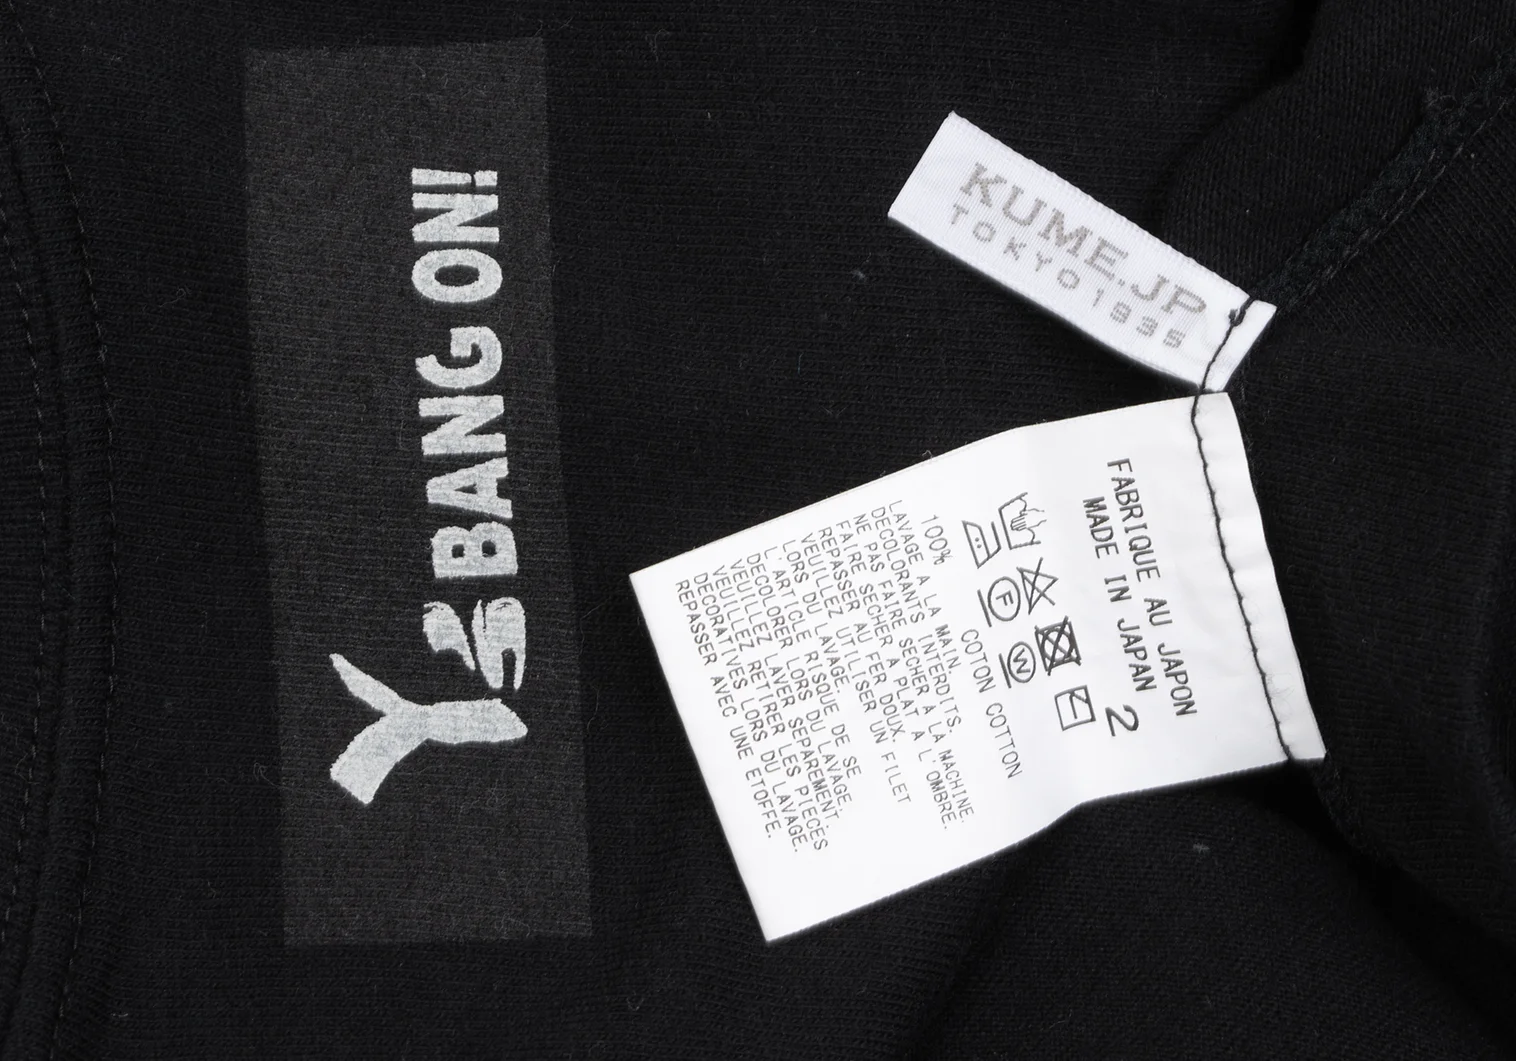 Y's BANG ON!
KUME.JP
TOKYO1935
FABRIQUE AU JAPON
MADE IN JAPAN
2
F
W
100% COTON COTTON
LAVAGE A LA MAIN.
DECOLORANTS INTERDITS.
NE PAS FAIRE SECHER A LA MACHINE.
FAIRE SECHER A PLAT A L'OMBRE.
REPASSER AU FER DOUX.
VEUILLEZ UTILISER UN FILET
LORS DU LAVAGE.
L'ARTICLE RISQUE DE SE
DECOLORER LORS DU LAVAGE.
VEUILLEZ LAVER SEPAREMENT.
VEUILLEZ RETIRER LES PIECES
DECORATIVES LORS DU LAVAGE.
REPASSER AVEC UNE ETOFFE.